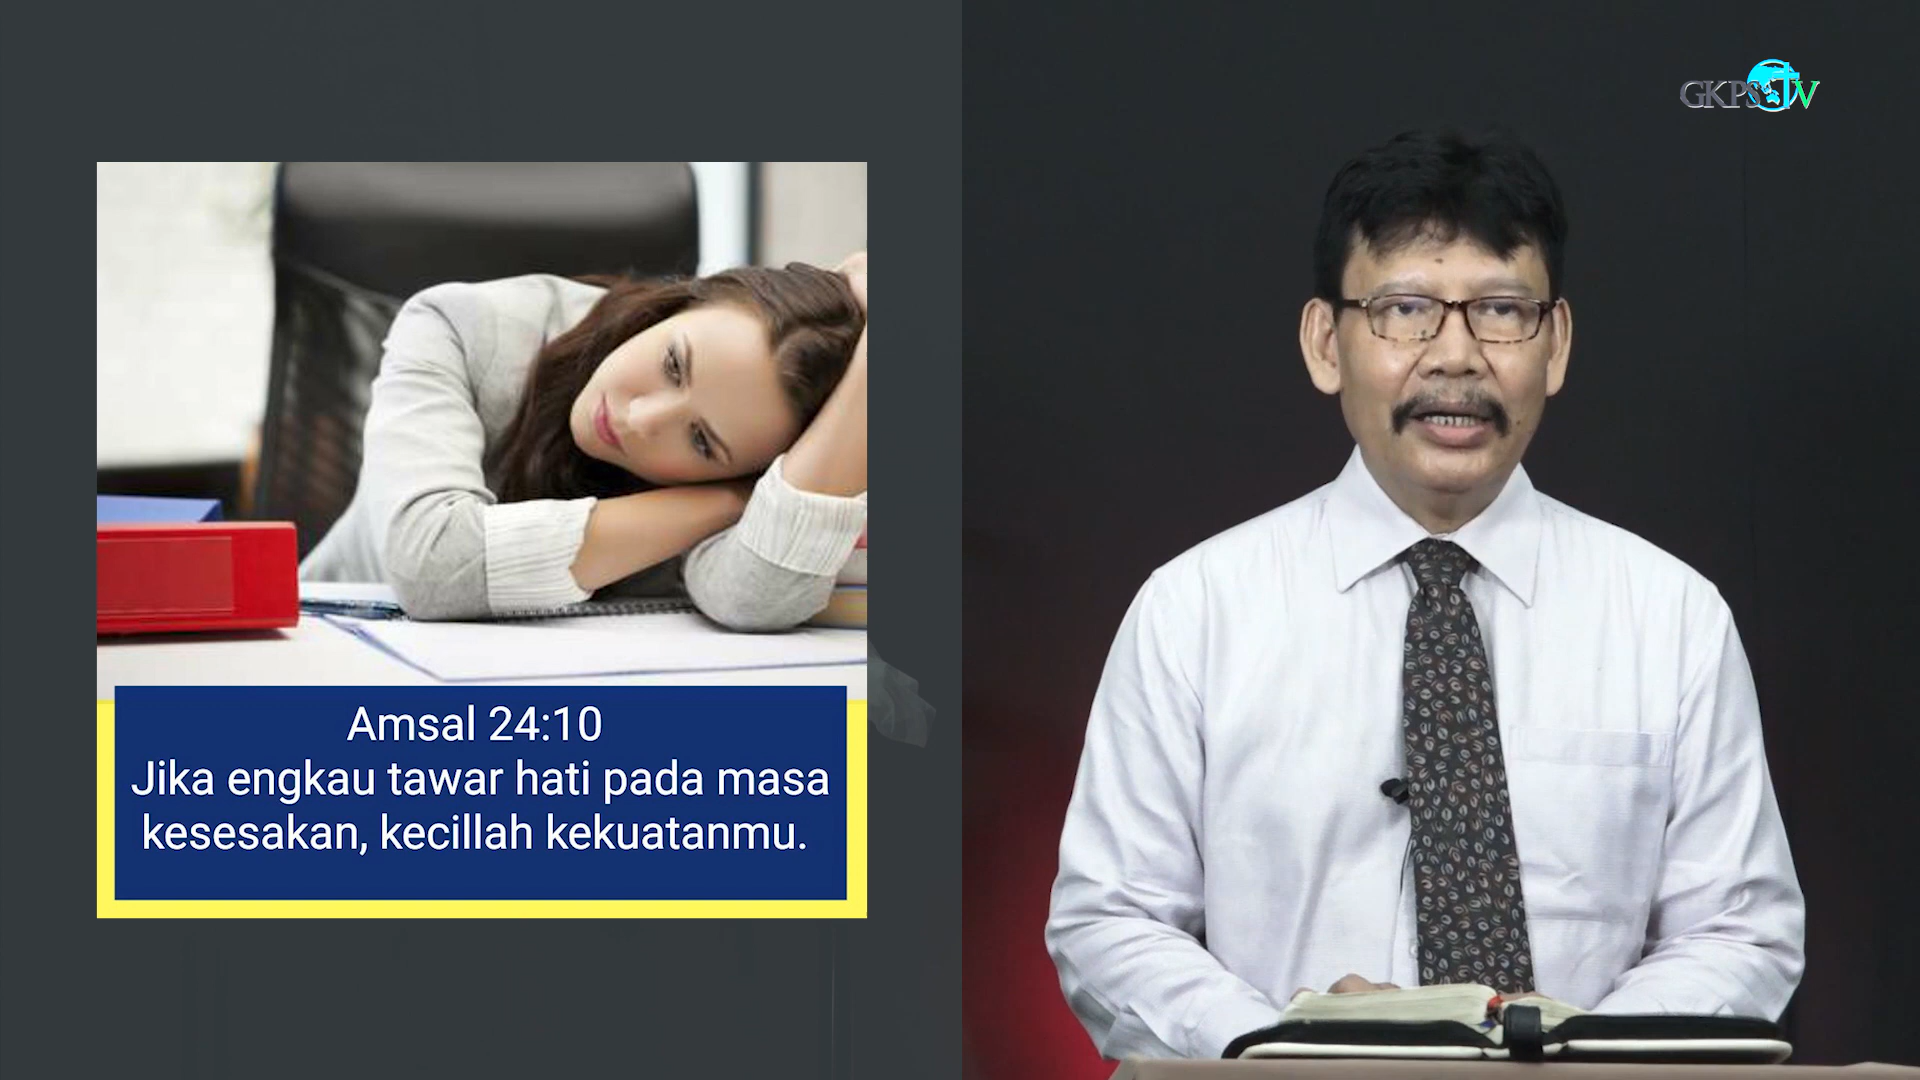 GKPS TV
Amsal 24:10
Jika engkau tawar hati pada masa
kesesakan, kecillah kekuatanmu.